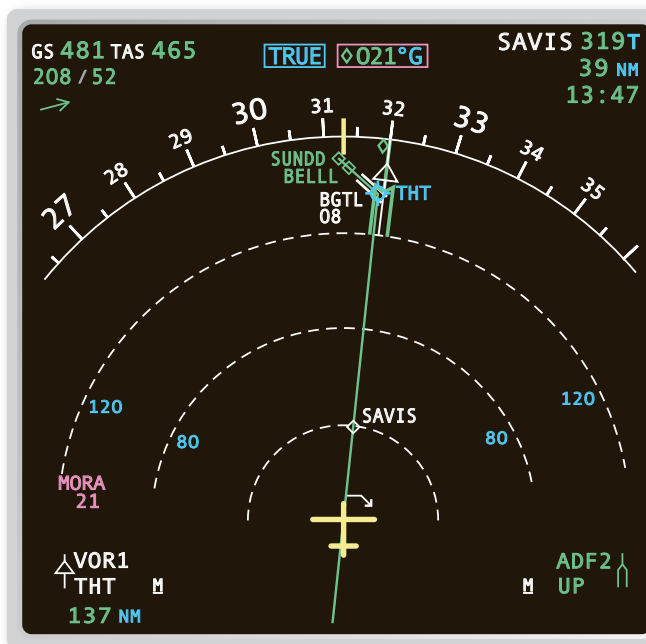 GS 481 TAS 465
208 / 52
TRUE
◊021°G
SAVIS 319T
39 NM
13:47
27 28 29 30 31 32 33 34 35
SUNDD
BELLL
BGTL
08
THT
120
120
80
80
SAVIS
MORA
21
VOR1
THT M
137 NM
ADF2
M UP